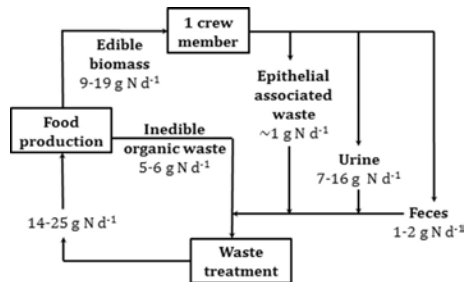 1 crew
member
Edible
biomass
9-19 g N d⁻¹
Epithelial
associated
waste
~1 g N d⁻¹
Food
production
Inedible
organic waste
5-6 g N d⁻¹
Urine
7-16 g N d⁻¹
14-25 g N d⁻¹
Feces
1-2 g N d⁻¹
Waste
treatment